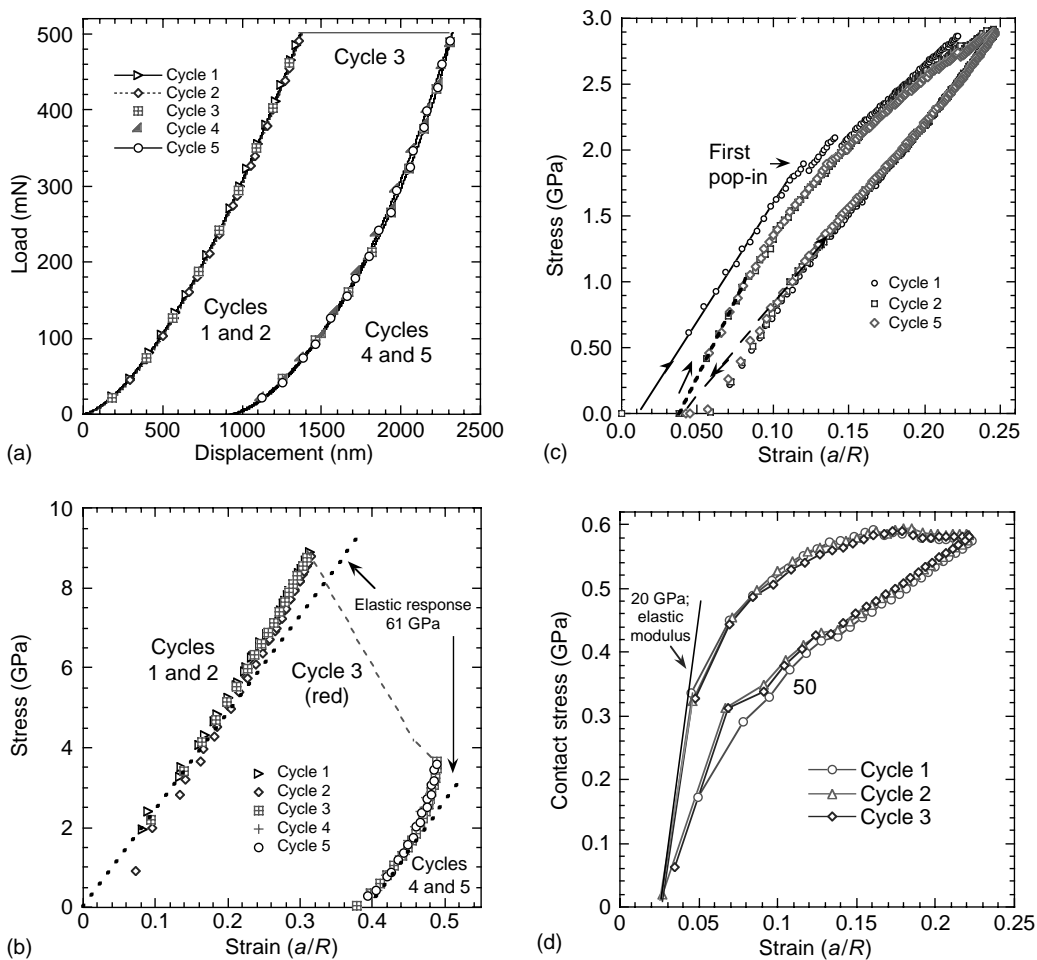 500
400
300
200
100
0
Load (mN)
Cycle 1
Cycle 2
Cycle 3
Cycle 4
Cycle 5
Cycle 3
Cycles
1 and 2
Cycles
4 and 5
0
500
1000
1500
2000
2500
Displacement (nm)
(a)
3.0
2.5
2.0
1.5
1.0
0.50
0.0
Stress (GPa)
First
pop-in
Cycle 1
Cycle 2
Cycle 5
0.0
0.05
0.10
0.15
0.20
0.25
Strain (a/R)
(c)
10
8
6
4
2
0
Stress (GPa)
Elastic response
61 GPa
Cycles
1 and 2
Cycle 3
(red)
Cycle 1
Cycle 2
Cycle 3
Cycle 4
Cycle 5
Cycles
4 and 5
0
0.1
0.2
0.3
0.4
0.5
Strain (a/R)
(b)
0.6
0.5
0.4
0.3
0.2
0.1
0
Contact stress (GPa)
20 GPa;
elastic
modulus
50
Cycle 1
Cycle 2
Cycle 3
0
0.05
0.1
0.15
0.2
0.25
Strain (a/R)
(d)